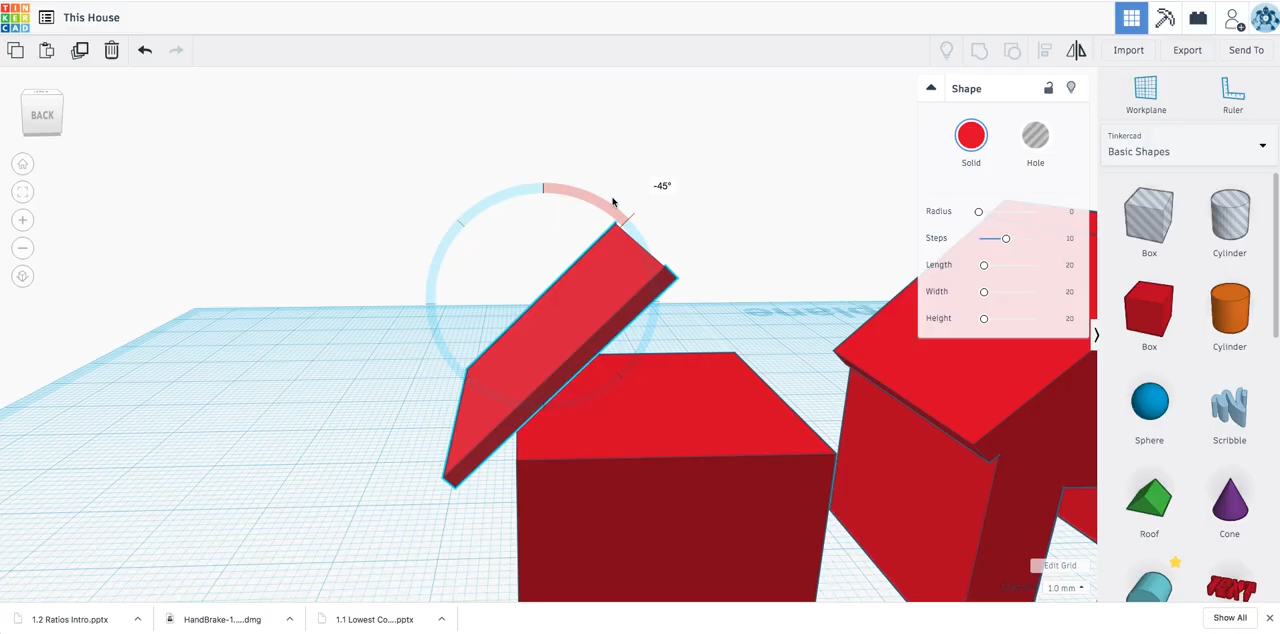 TIN
KER
CAD
This House
Import
Export
Send To
BACK
-45°
Shape
Solid
Hole
Radius
0
Steps
10
Length
20
Width
20
Height
20
Workplane
Ruler
Tinkercad
Basic Shapes
Box
Cylinder
Box
Cylinder
Sphere
Scribble
Roof
Cone
TEXT
Edit Grid
1.0 mm
1.2 Ratios Intro.pptx
HandBrake-1....dmg
1.1 Lowest Co....pptx
Show All